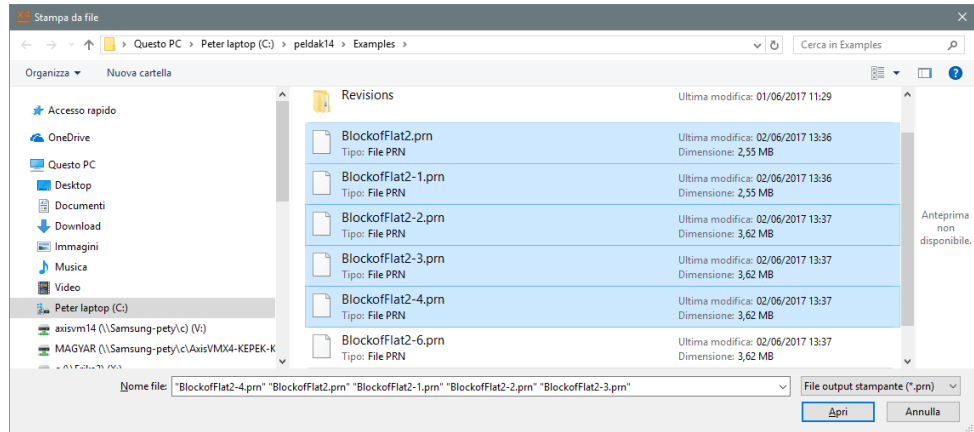 X4 Stampa da file
Questo PC > Peter laptop (C:) > peldak14 > Examples >
Cerca in Examples
Organizza
Nuova cartella
Accesso rapido
OneDrive
Questo PC
Desktop
Documenti
Download
Immagini
Musica
Video
Peter laptop (C:)
axisvm14 (\\Samsung-pety\c) (V:)
MAGYAR (\\Samsung-pety\c\AxisVMX4-KEPEK-K
Revisions
Ultima modifica: 01/06/2017 11:29
BlockofFlat2.prn
Ultima modifica: 02/06/2017 13:36
Tipo: File PRN
Dimensione: 2,55 MB
BlockofFlat2-1.prn
Ultima modifica: 02/06/2017 13:36
Tipo: File PRN
Dimensione: 2,55 MB
BlockofFlat2-2.prn
Ultima modifica: 02/06/2017 13:37
Tipo: File PRN
Dimensione: 3,62 MB
BlockofFlat2-3.prn
Ultima modifica: 02/06/2017 13:37
Tipo: File PRN
Dimensione: 3,62 MB
BlockofFlat2-4.prn
Ultima modifica: 02/06/2017 13:37
Tipo: File PRN
Dimensione: 3,62 MB
BlockofFlat2-6.prn
Ultima modifica: 02/06/2017 13:37
Tipo: File PRN
Dimensione: 3,62 MB
Anteprima
non
disponibile.
Nome file:
"BlockofFlat2-4.prn" "BlockofFlat2.prn" "BlockofFlat2-1.prn" "BlockofFlat2-2.prn" "BlockofFlat2-3.prn"
File output stampante (*.prn)
Apri
Annulla